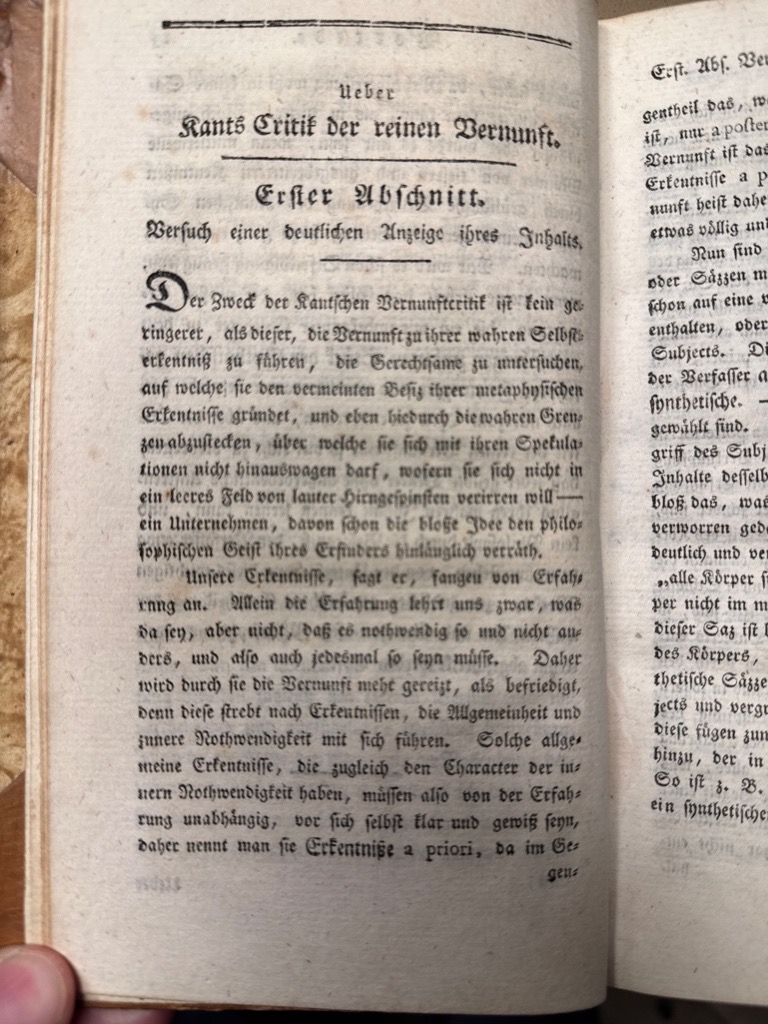 Ueber
Kants Critik der reinen Vernunft.
Erster Abschnitt.
Versuch einer deutlichen Anzeige ihres Inhalts.
Der Zweck der Kantschen Vernunftcritik ist kein ge-
ringerer, als dieser, die Vernunft zu ihrer wahren Selbst-
erkentniß zu führen, die Gerechtsame zu untersuchen,
auf welche sie den vermeinten Besiz ihrer metaphysischen
Erkentnisse gründet, und eben hiedurch die wahren Gren-
zen abzustecken, über welche sie sich mit ihren Spekula-
tionen nicht hinauswagen darf, wofern sie sich nicht in
ein leeres Feld von lauter Hirngespinsten verirren will —
ein Unternehmen, davon schon die bloße Idee den philo-
sophischen Geist ihres Erfinders hinlänglich verräth.
Unsere Erkentnisse, sagt er, fangen von Erfah-
rung an. Allein die Erfahrung lehrt uns zwar, was
da sey, aber nicht, daß es nothwendig so und nicht an-
ders, und also auch jedesmal so seyn müsse. Daher
wird durch sie die Vernunft mehr gereizt, als befriedigt,
denn diese strebt nach Erkentnissen, die Allgemeinheit und
innere Nothwendigkeit mit sich führen. Solche allge-
meine Erkentnisse, die zugleich den Character der in-
nern Nothwendigkeit haben, müssen also von der Erfah-
rung unabhängig, vor sich selbst klar und gewiß seyn,
daher nennt man sie Erkentniße a priori, da im Ge-
gen-
Erst. Abs.
gentheil das,
ist, nur a
Vernunft ist das
Erkentnisse a
nunft heist
etwas völlig
Nun sind
oder Säzzen
schon auf eine
enthalten, oder
Subjects.
der Verfasser
synthetische. —
gewählt sind.
griff des
Inhalte
bloß das, was
verworren
deutlich und
„alle Körper
per nicht im
dieser Saz ist
des Körpers,
thetische Säzze
jects und
diese fügen
hinzu, der in
So ist z. B.
ein